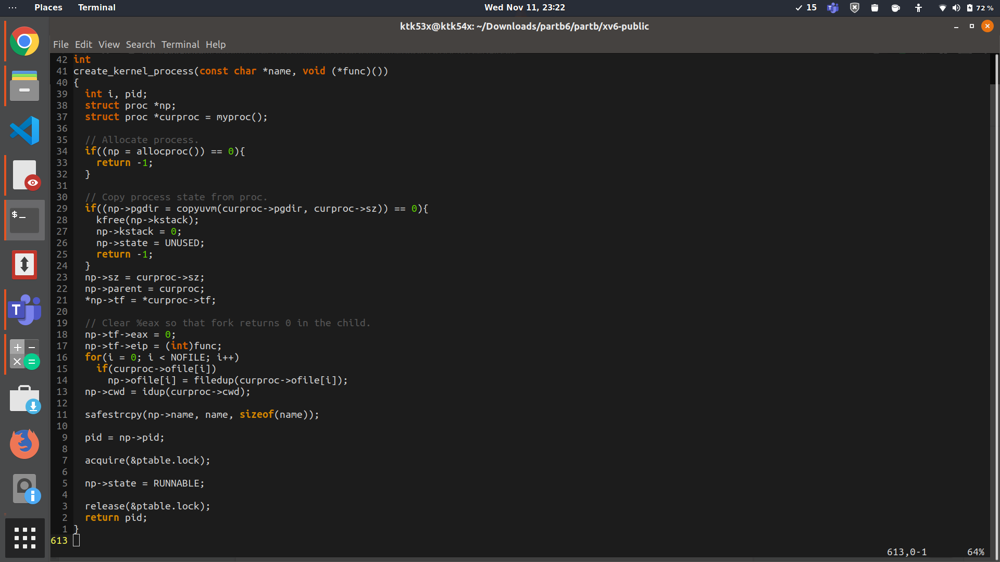 Places Terminal Wed Nov 11, 23:22 15 72 %
ktk53x@ktk54x: ~/Downloads/partb6/partb/xv6-public
File Edit View Search Terminal Help
42 int
41 create_kernel_process(const char *name, void (*func)())
40 {
39   int i, pid;
38   struct proc *np;
37   struct proc *curproc = myproc();
36
35   // Allocate process.
34   if((np = allocproc()) == 0){
33     return -1;
32   }
31
30   // Copy process state from proc.
29   if((np->pgdir = copyuvm(curproc->pgdir, curproc->sz)) == 0){
28     kfree(np->kstack);
27     np->kstack = 0;
26     np->state = UNUSED;
25     return -1;
24   }
23   np->sz = curproc->sz;
22   np->parent = curproc;
21   *np->tf = *curproc->tf;
20
19   // Clear %eax so that fork returns 0 in the child.
18   np->tf->eax = 0;
17   np->tf->eip = (int)func;
16   for(i = 0; i < NOFILE; i++)
15     if(curproc->ofile[i])
14       np->ofile[i] = filedup(curproc->ofile[i]);
13   np->cwd = idup(curproc->cwd);
12
11   safestrcpy(np->name, name, sizeof(name));
10
9   pid = np->pid;
8
7   acquire(&ptable.lock);
6
5   np->state = RUNNABLE;
4
3   release(&ptable.lock);
2   return pid;
1 }
613
613,0-1 64%